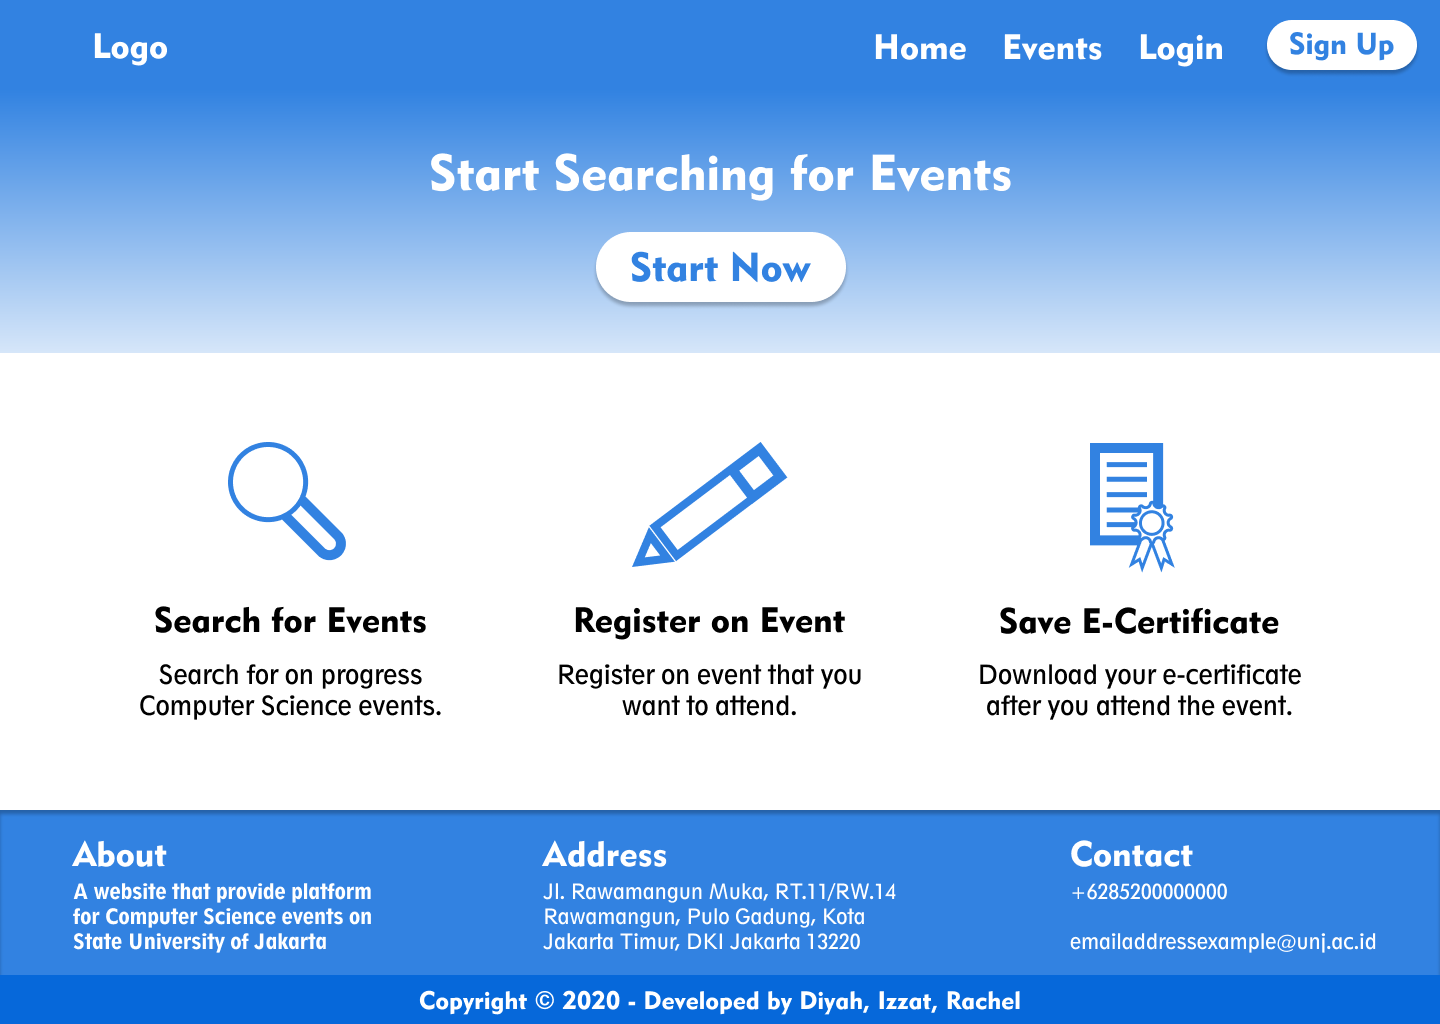 Logo
Home Events Login Sign Up
Start Searching for Events
Start Now
Search for Events
Search for on progress
Computer Science events.
Register on Event
Register on event that you
want to attend.
Save E-Certificate
Download your e-certificate
after you attend the event.
About
A website that provide platform
for Computer Science events on
State University of Jakarta
Address
Jl. Rawamangun Muka, RT.11/RW.14
Rawamangun, Pulo Gadung, Kota
Jakarta Timur, DKI Jakarta 13220
Contact
+6285200000000
emailaddressexample@unj.ac.id
Copyright © 2020 - Developed by Diyah, Izzat, Rachel